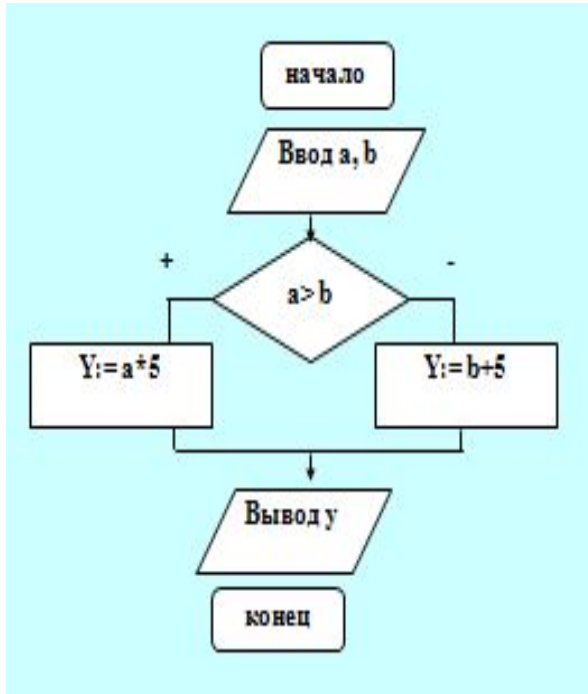 начало
Ввод a, b
+
-
a> b
Y:= a*5
Y:= b+5
Вывод y
конец